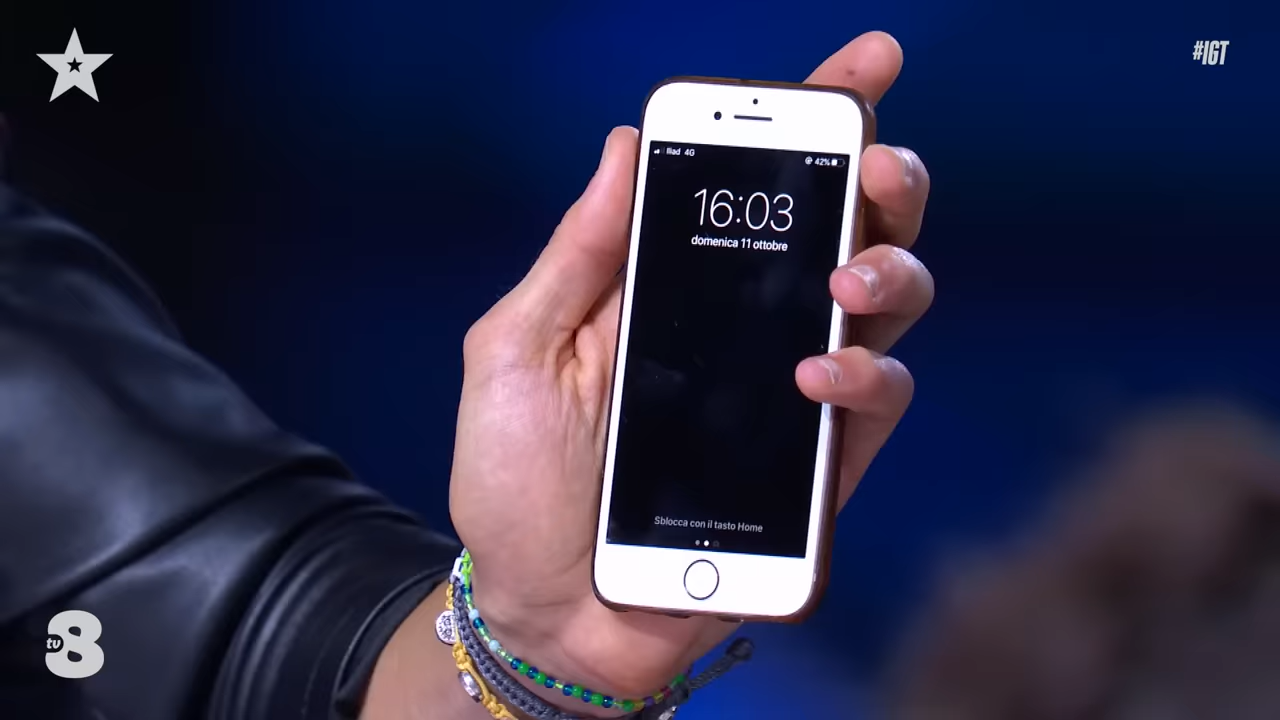 #IGT
Iliad 4G
42%
16:03
domenica 11 ottobre
Sblocca con il tasto Home
tv8